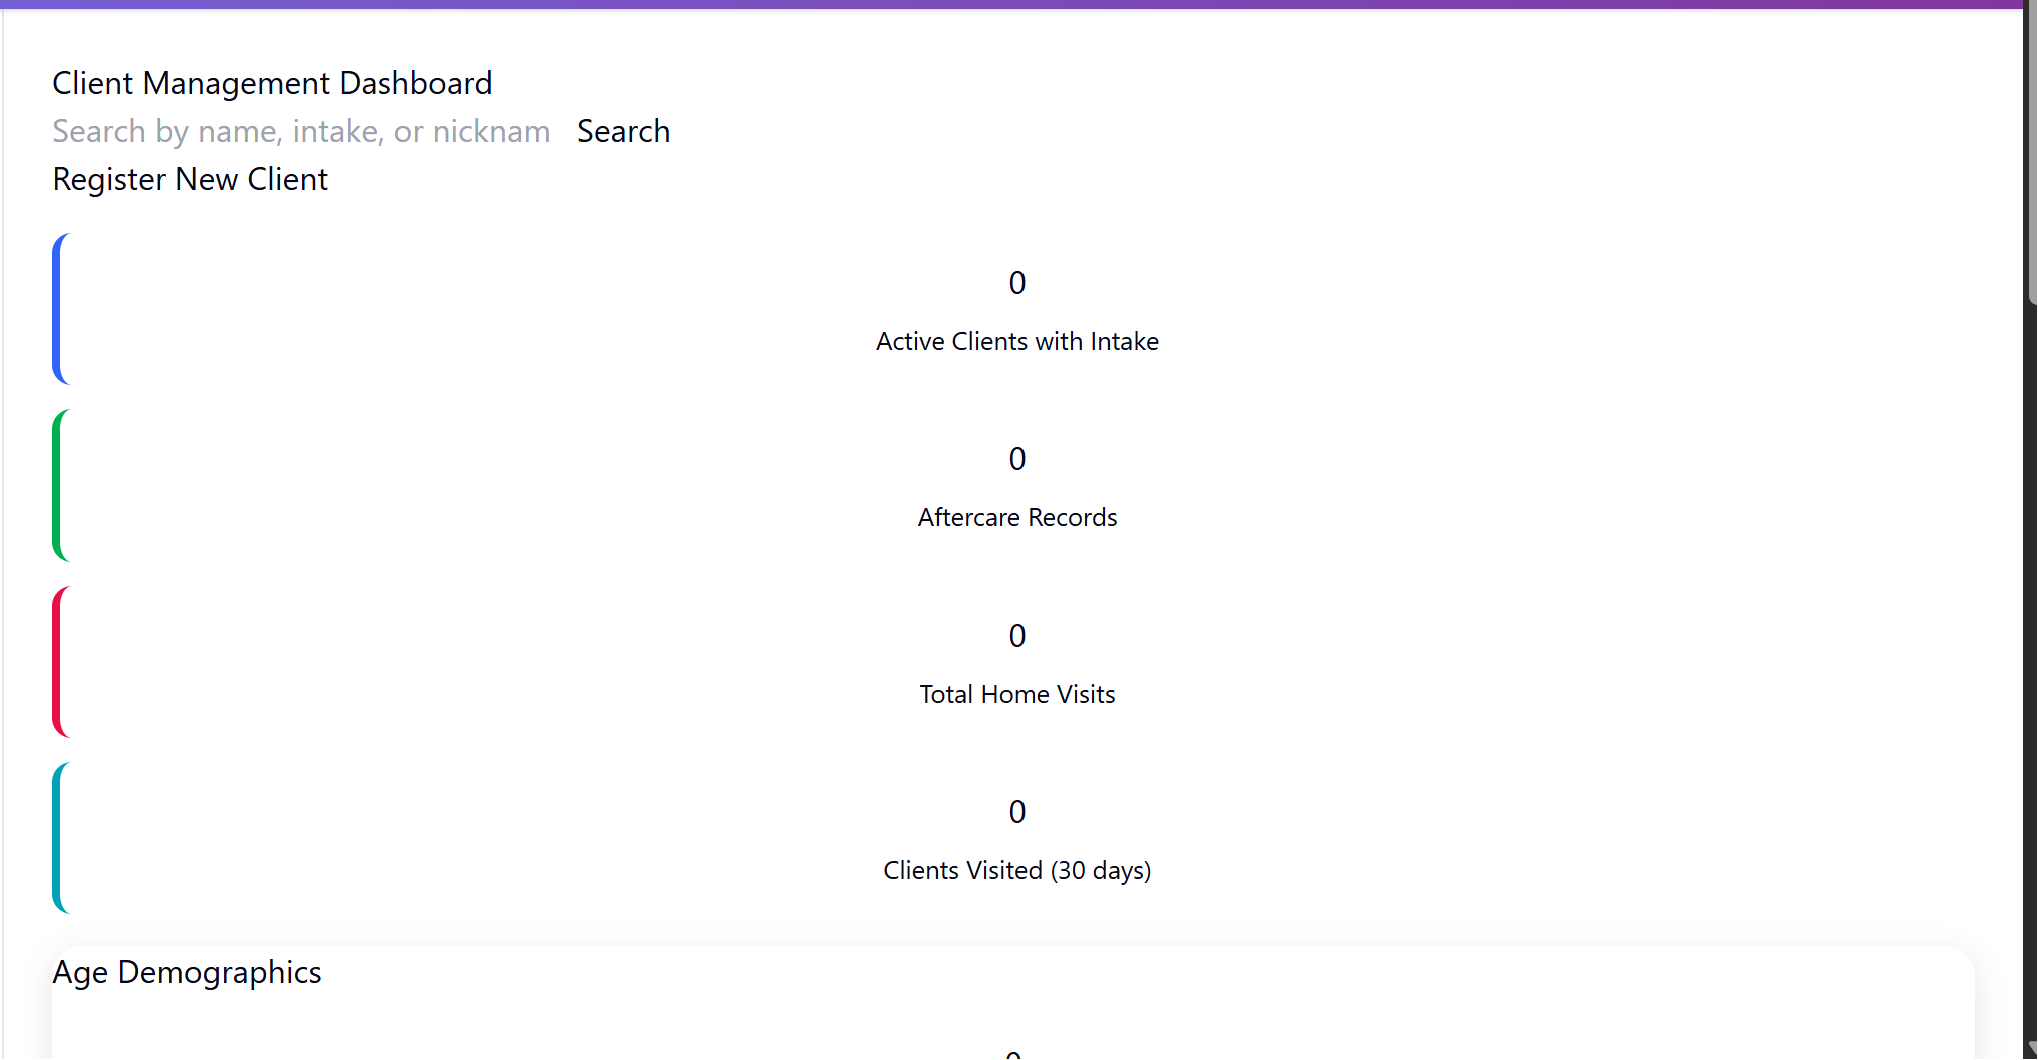 Client Management Dashboard
Search by name, intake, or nicknam Search
Register New Client
0
Active Clients with Intake
0
Aftercare Records
0
Total Home Visits
0
Clients Visited (30 days)
Age Demographics